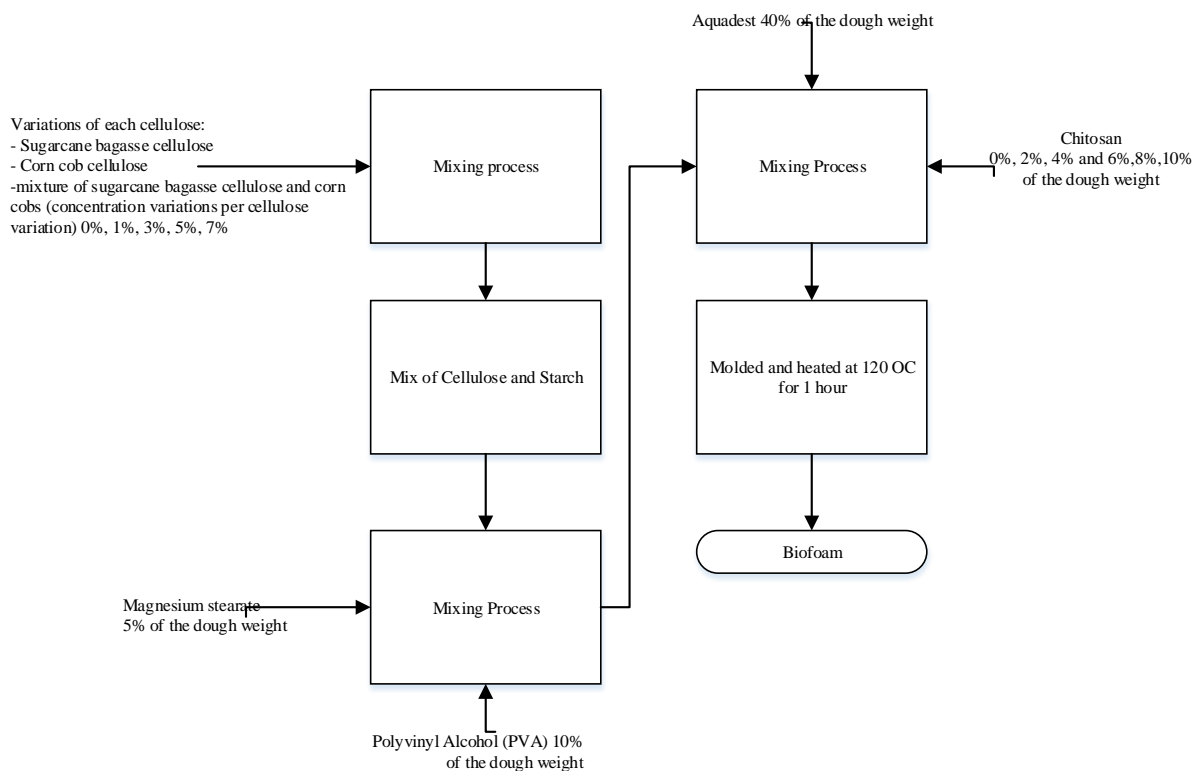 Aquadest 40% of the dough weight
Variations of each cellulose:
- Sugarcane bagasse cellulose
- Corn cob cellulose
-mixture of sugarcane bagasse cellulose and corn
cobs (concentration variations per cellulose
variation) 0%, 1%, 3%, 5%, 7%
Mixing process
Mixing Process
Chitosan
0%, 2%, 4% and 6%,8%,10%
of the dough weight
Mix of Cellulose and Starch
Molded and heated at 120 OC
for 1 hour
Biofoam
Magnesium stearate
5% of the dough weight
Mixing Process
Polyvinyl Alcohol (PVA) 10%
of the dough weight